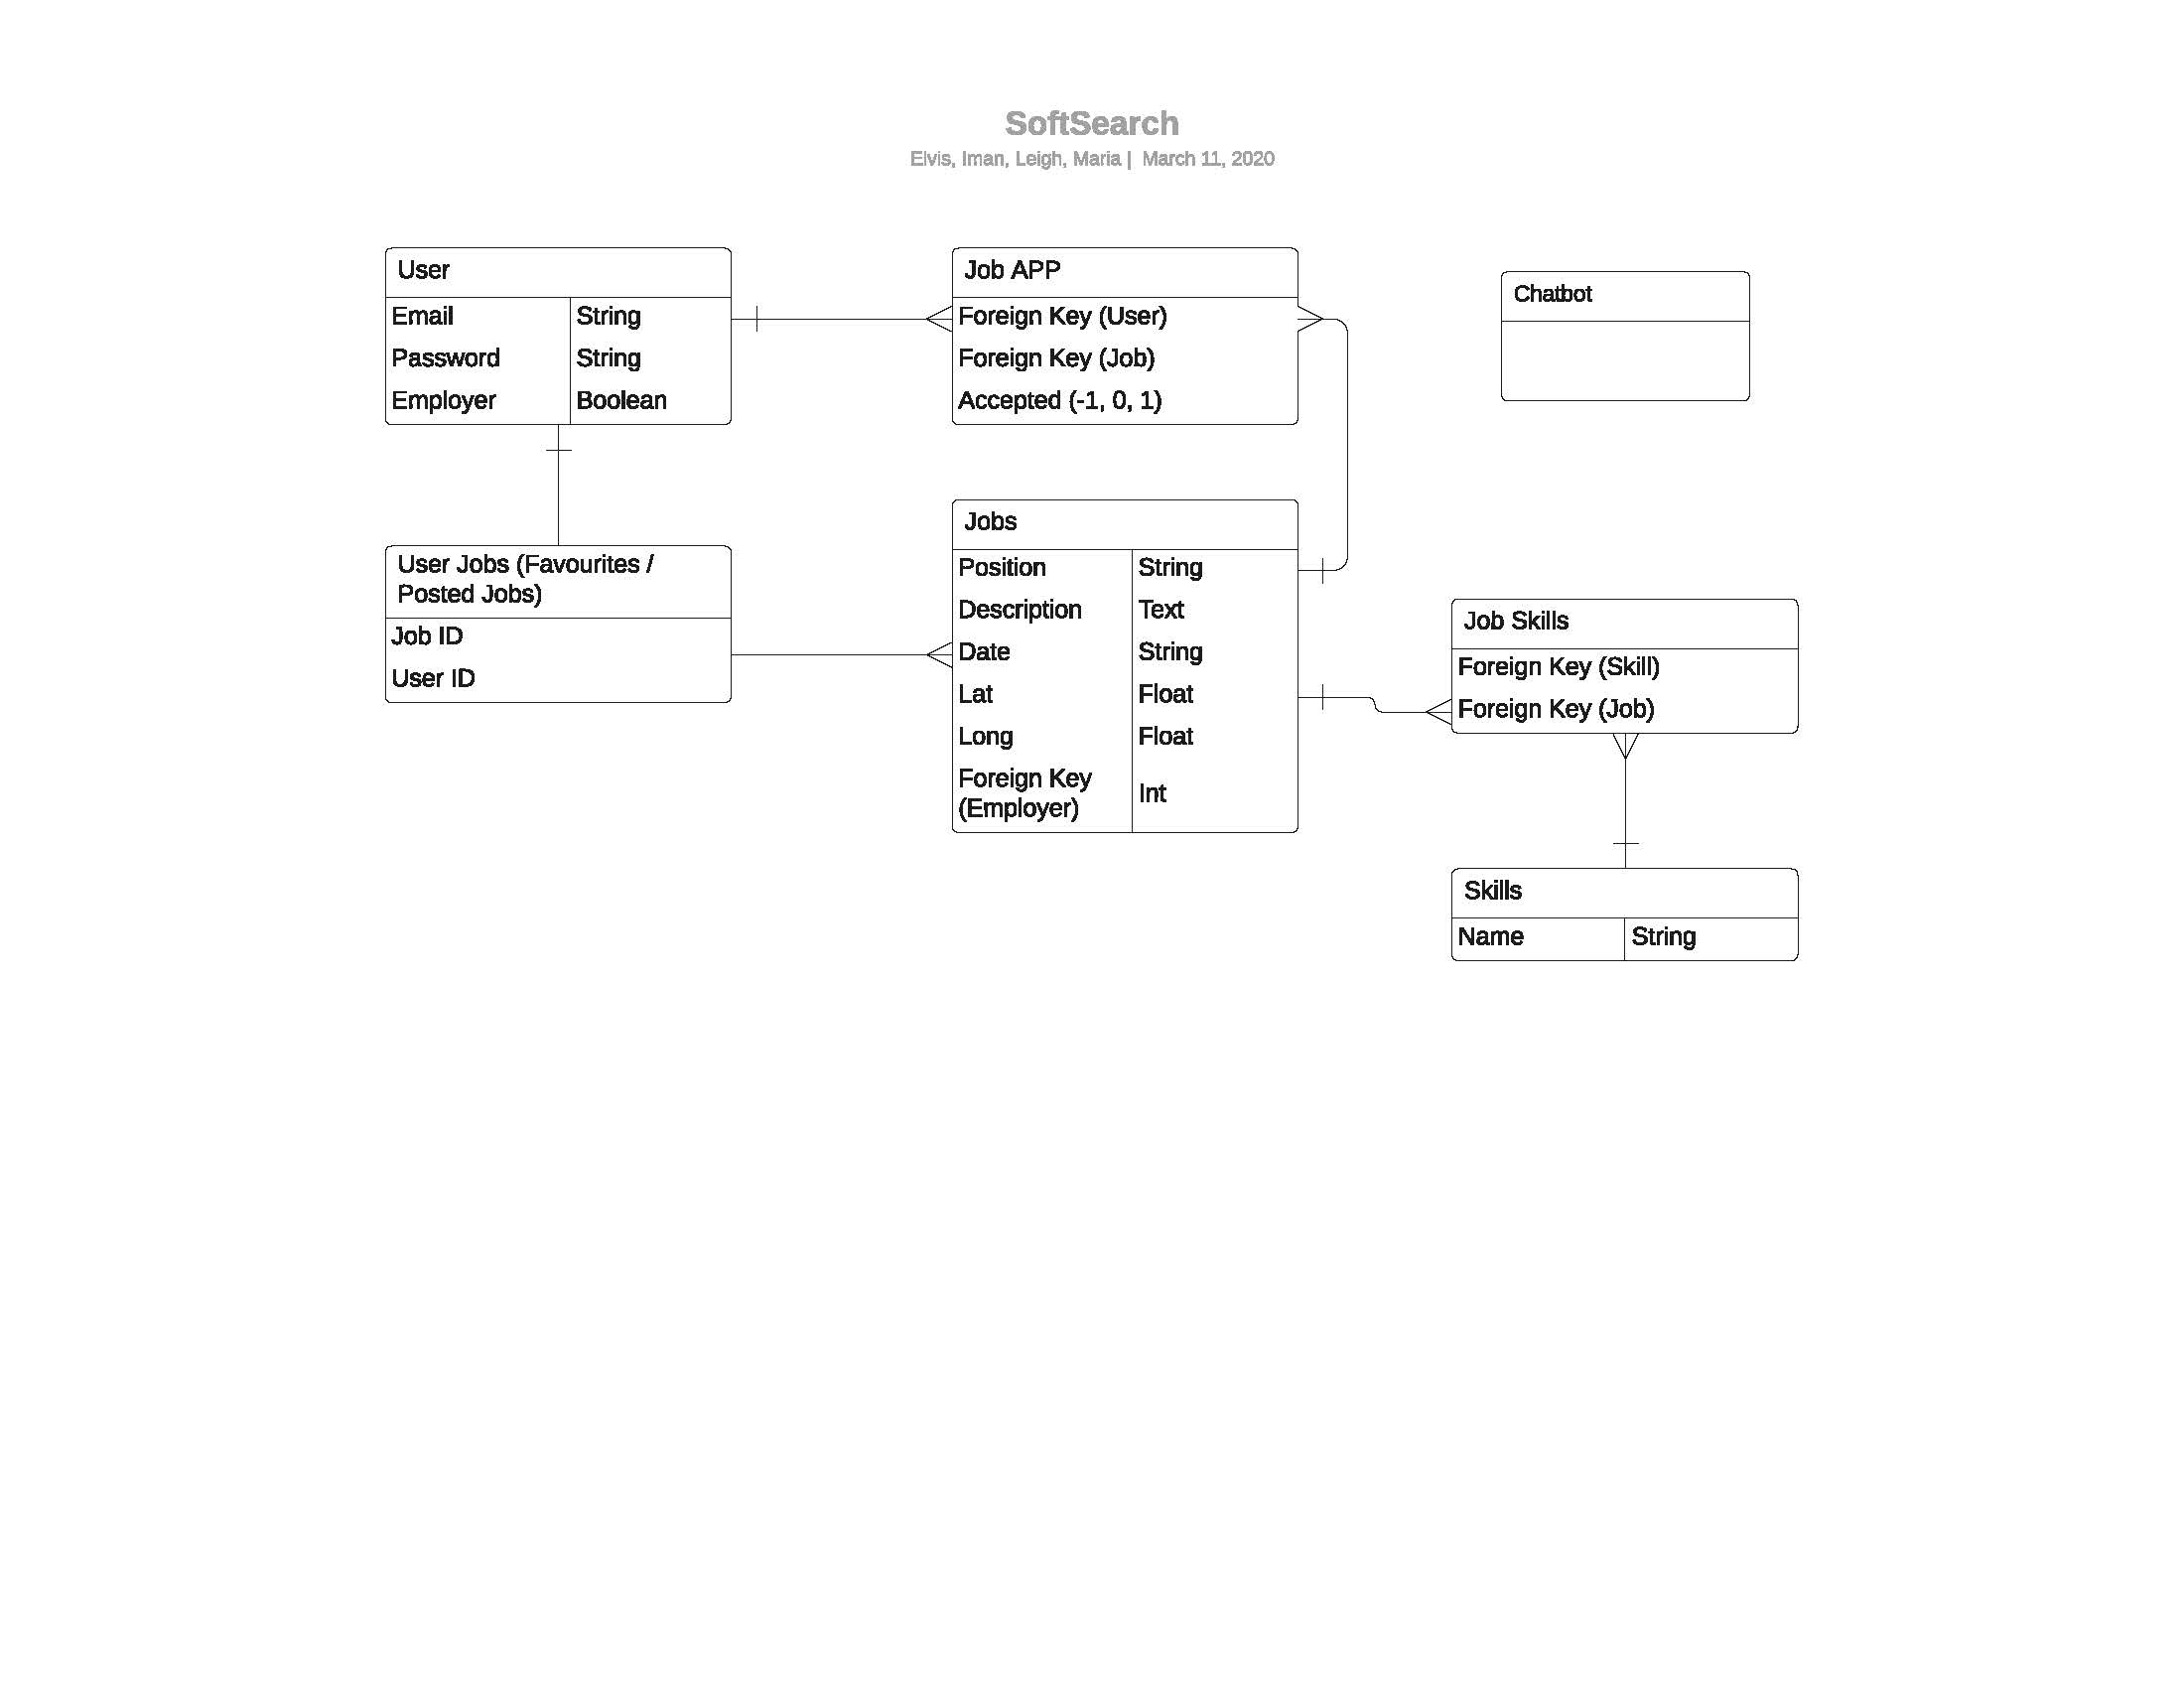 SoftSearch
Elvis, Iman, Leigh, Maria | March 11, 2020
User
Email String
Password String
Employer Boolean
Job APP
Foreign Key (User)
Foreign Key (Job)
Accepted (-1, 0, 1)
Chatbot
User Jobs (Favourites /
Posted Jobs)
Job ID
User ID
Jobs
Position String
Description Text
Date String
Lat Float
Long Float
Foreign Key
(Employer)
Int
Job Skills
Foreign Key (Skill)
Foreign Key (Job)
Skills
Name String